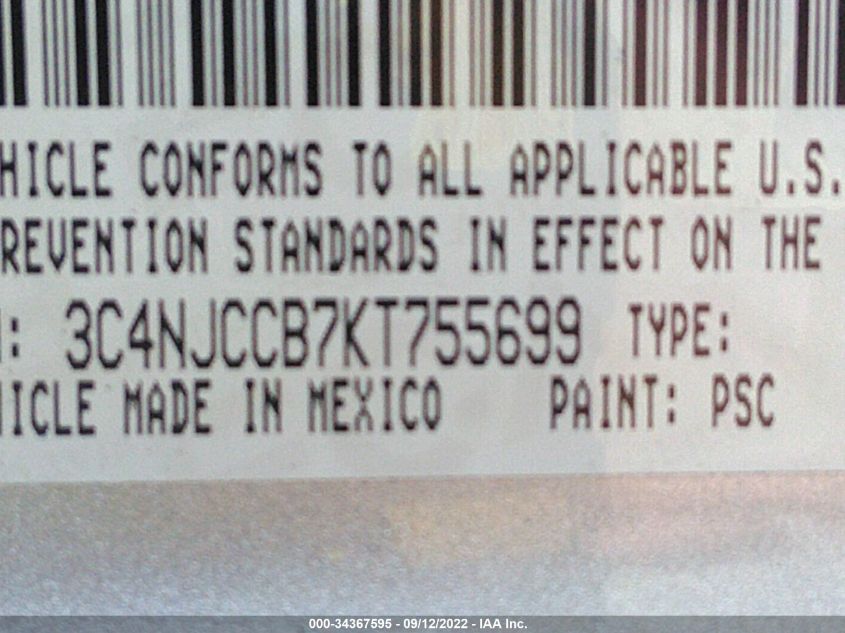 HICLE CONFORMS TO ALL APPLICABLE U.S.
REVENTION STANDARDS IN EFFECT ON THE
: 3C4NJCCB7KT755699 TYPE:
HICLE MADE IN MEXICO PAINT: PSC
000-34367595 - 09/12/2022 - IAA Inc.